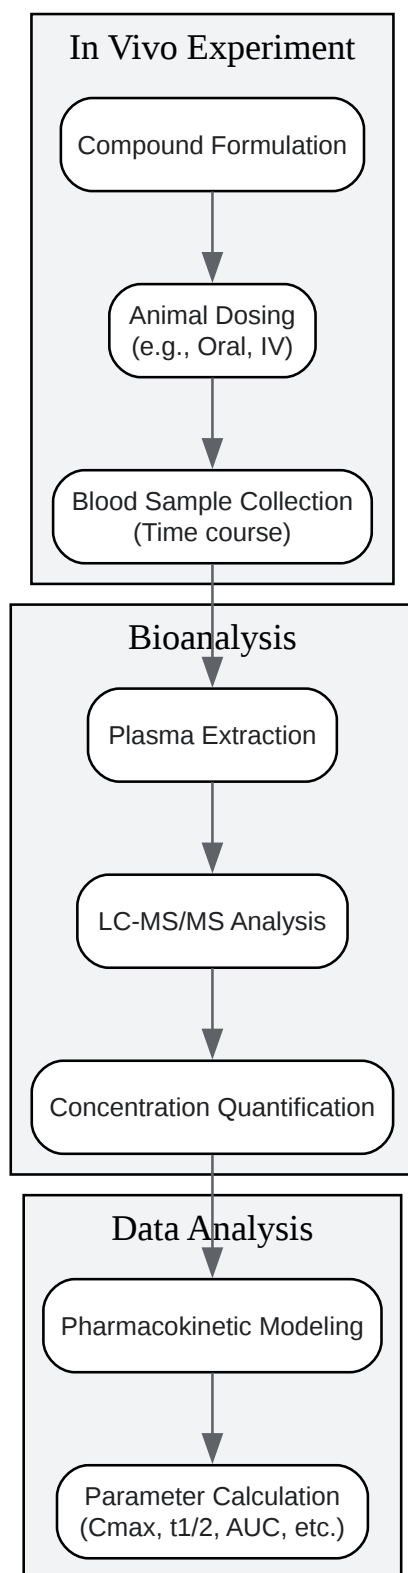 In Vivo Experiment
Compound Formulation
Animal Dosing
(e.g., Oral, IV)
Blood Sample Collection
(Time course)
Bioanalysis
Plasma Extraction
LC-MS/MS Analysis
Concentration Quantification
Data Analysis
Pharmacokinetic Modeling
Parameter Calculation
(Cmax, t1/2, AUC, etc.)